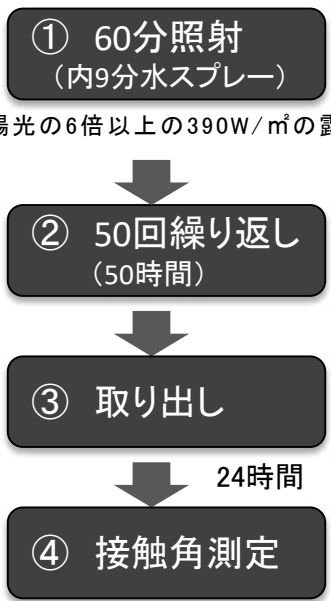 ① 60分照射
（内9分水スプレー）
陽光の6倍以上の390W/㎡の露
② 50回繰り返し
（50時間）
③ 取り出し
24時間
④ 接触角測定